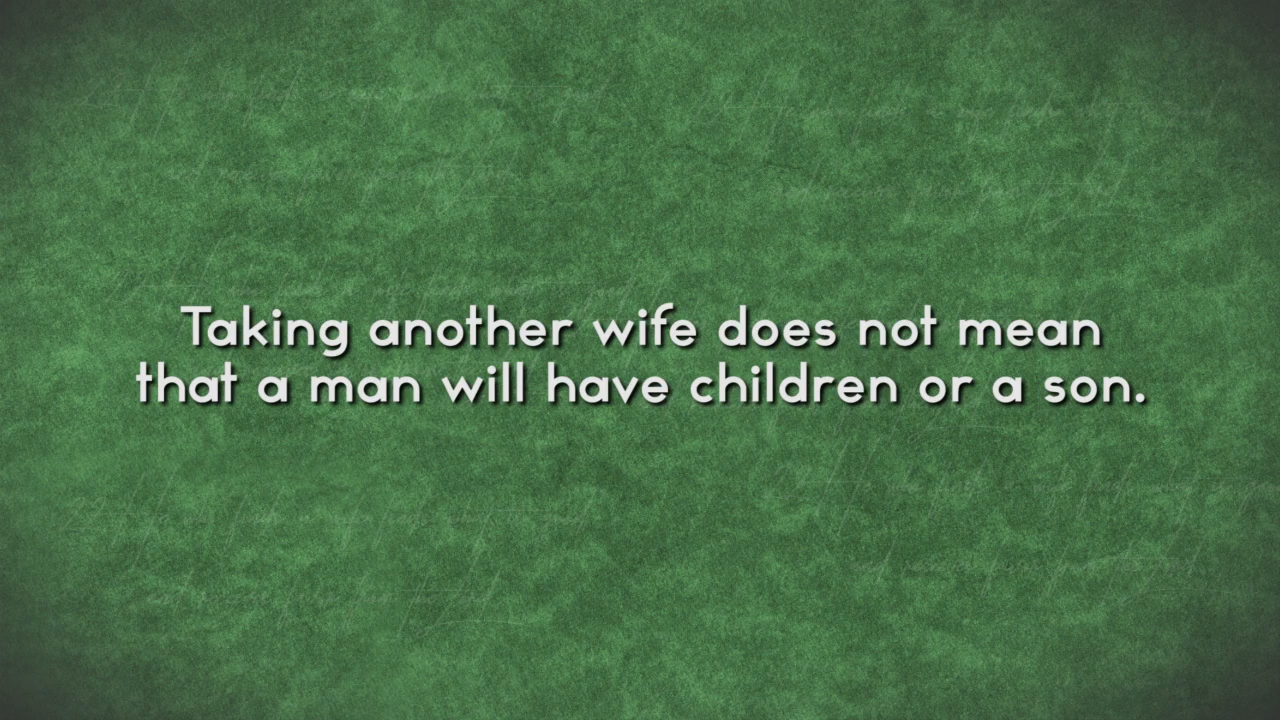 Taking another wife does not mean
that a man will have children or a son.